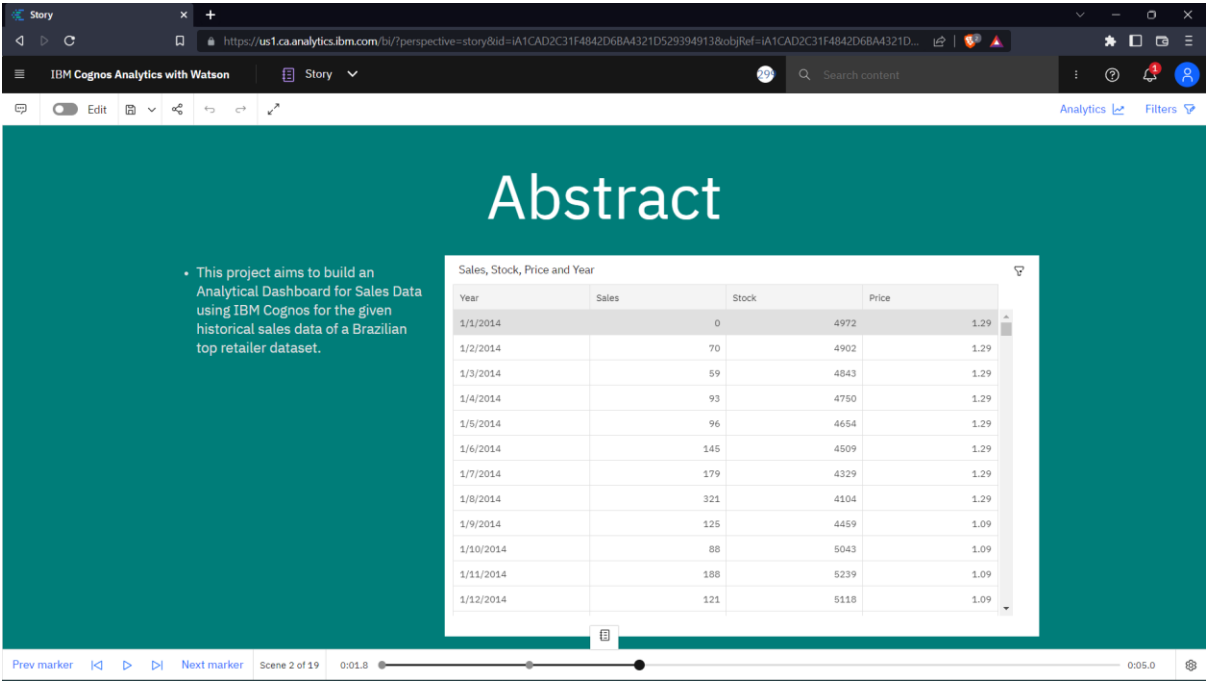 Story
https://us1.ca.analytics.ibm.com/bi/?perspective=story&id=iA1CAD2C31F4842D6BA4321D529394913&objRef=iA1CAD2C31F4842D6BA4321D...
IBM Cognos Analytics with Watson
Story
299
Search content
1
Edit
Analytics
Filters
Abstract
• This project aims to build an
Analytical Dashboard for Sales Data
using IBM Cognos for the given
historical sales data of a Brazilian
top retailer dataset.
Sales, Stock, Price and Year
Year Sales Stock Price
1/1/2014 0 4972 1.29
1/2/2014 70 4902 1.29
1/3/2014 59 4843 1.29
1/4/2014 93 4750 1.29
1/5/2014 96 4654 1.29
1/6/2014 145 4509 1.29
1/7/2014 179 4329 1.29
1/8/2014 321 4104 1.29
1/9/2014 125 4459 1.09
1/10/2014 88 5043 1.09
1/11/2014 188 5239 1.09
1/12/2014 121 5118 1.09
Prev marker
Next marker
Scene 2 of 19
0:01.8
0:05.0